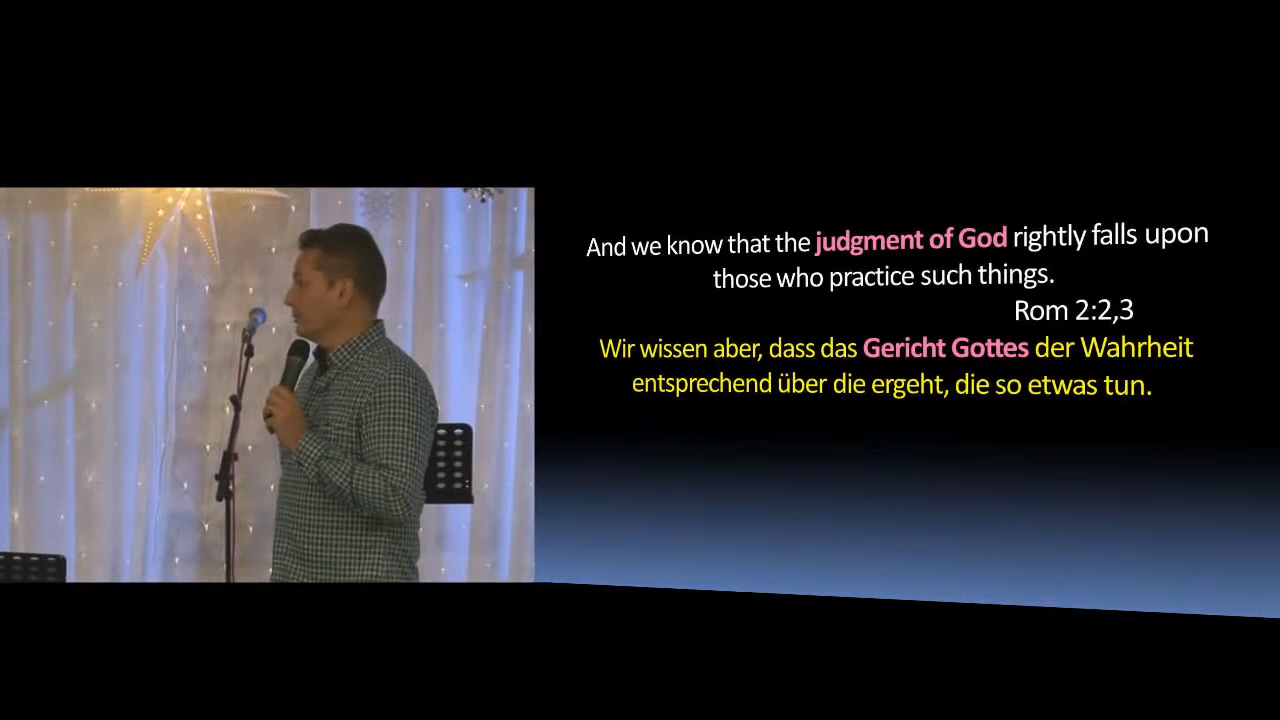 And we know that the judgment of God rightly falls upon
those who practice such things.
Rom 2:2,3
Wir wissen aber, dass das Gericht Gottes der Wahrheit
entsprechend über die ergeht, die so etwas tun.